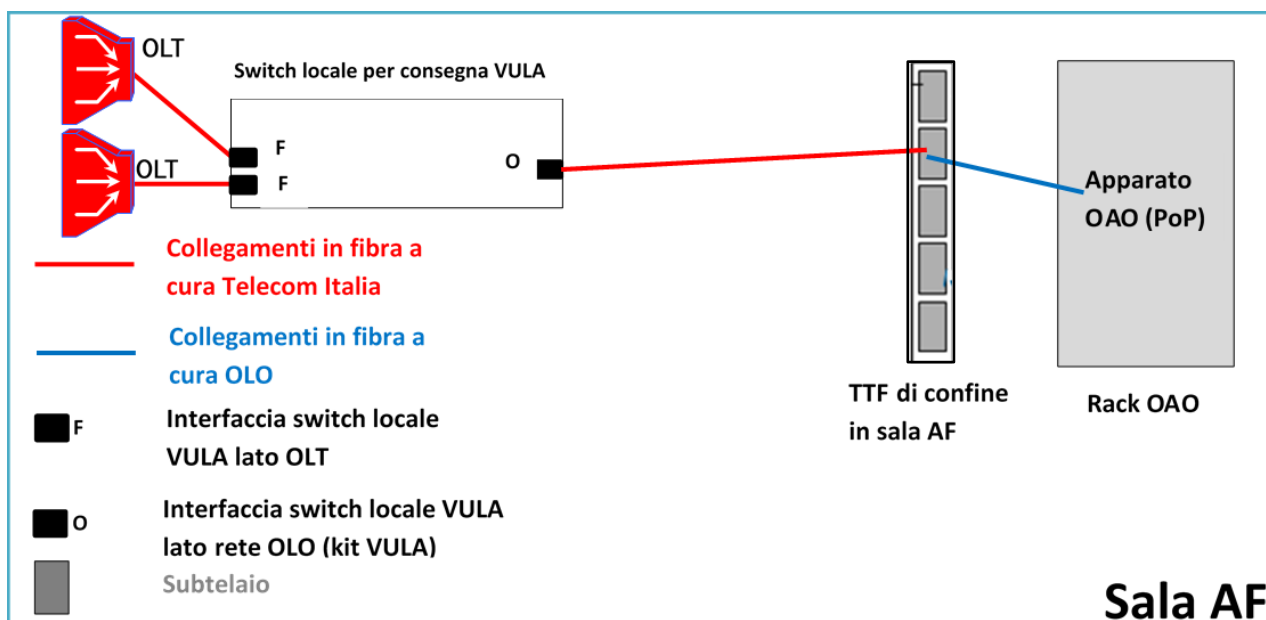 OLT
Switch locale per consegna VULA
F
OLT
F
O
Apparato
OAO (PoP)
Collegamenti in fibra a
cura Telecom Italia
Collegamenti in fibra a
cura OLO
TTF di confine
in sala AF
Rack OAO
F
Interfaccia switch locale
VULA lato OLT
O
Interfaccia switch locale VULA
lato rete OLO (kit VULA)
Subtelaio
Sala AF